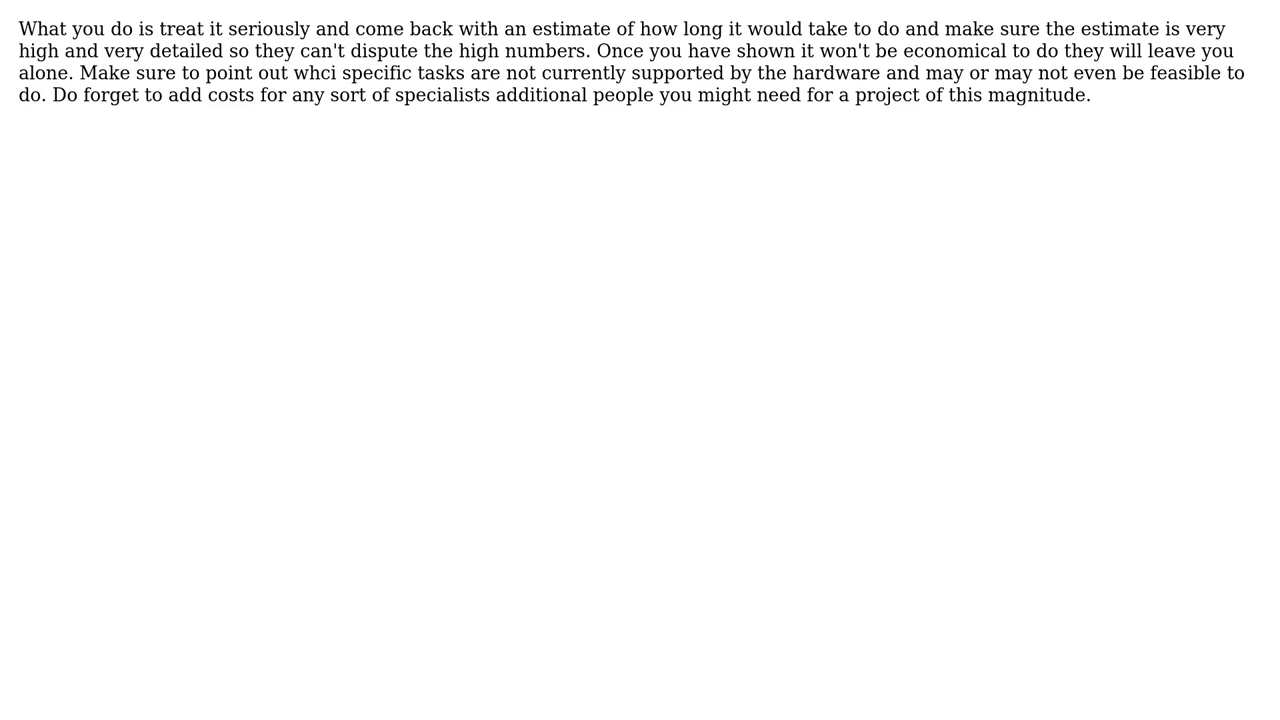 What you do is treat it seriously and come back with an estimate of how long it would take to do and make sure the estimate is very
high and very detailed so they can't dispute the high numbers. Once you have shown it won't be economical to do they will leave you
alone. Make sure to point out whci specific tasks are not currently supported by the hardware and may or may not even be feasible to
do. Do forget to add costs for any sort of specialists additional people you might need for a project of this magnitude.